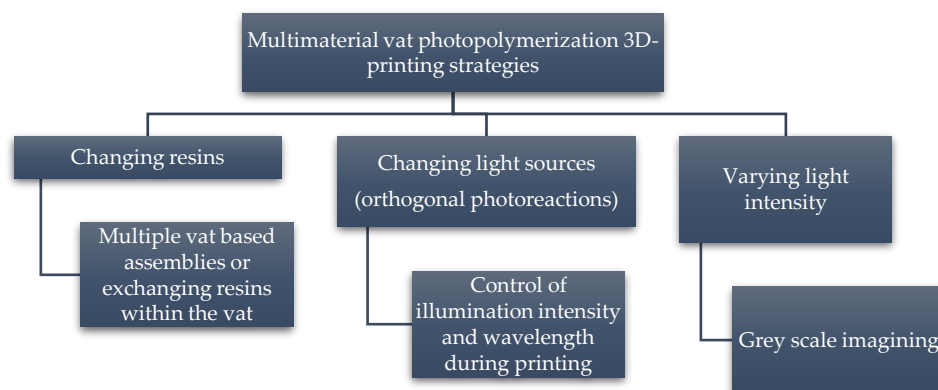 Multimaterial vat photopolymerization 3D-
printing strategies
Changing resins
Multiple vat based
assemblies or
exchanging resins
within the vat
Changing light sources
(orthogonal photoreactions)
Control of
illumination intensity
and wavelength
during printing
Varying light
intensity
Grey scale imagining